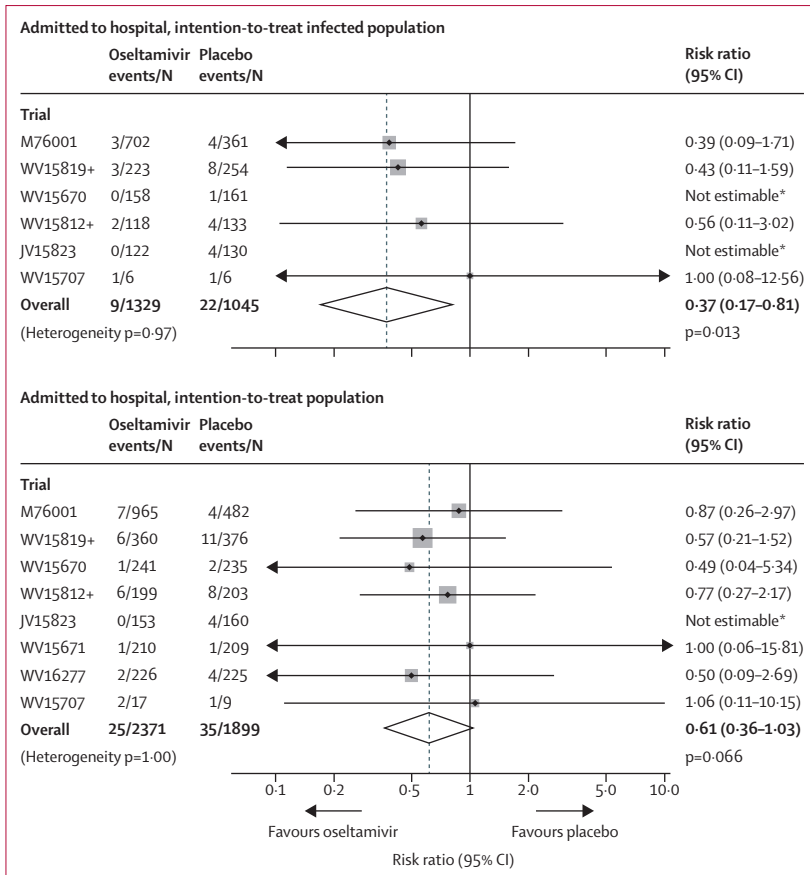 Admitted to hospital, intention-to-treat infected population
Oseltamivir Placebo Risk ratio
events/N events/N (95% CI)
Trial
M76001 3/702 4/361 0·39 (0·09–1·71)
WV15819+ 3/223 8/254 0·43 (0·11–1·59)
WV15670 0/158 1/161 Not estimable*
WV15812+ 2/118 4/133 0·56 (0·11–3·02)
JV15823 0/122 4/130 Not estimable*
WV15707 1/6 1/6 1·00 (0·08–12·56)
Overall 9/1329 22/1045 0·37 (0·17–0·81)
(Heterogeneity p=0·97) p=0·013
Admitted to hospital, intention-to-treat population
Oseltamivir Placebo Risk ratio
events/N events/N (95% CI)
Trial
M76001 7/965 4/482 0·87 (0·26–2·97)
WV15819+ 6/360 11/376 0·57 (0·21–1·52)
WV15670 1/241 2/235 0·49 (0·04–5·34)
WV15812+ 6/199 8/203 0·77 (0·27–2·17)
JV15823 0/153 4/160 Not estimable*
WV15671 1/210 1/209 1·00 (0·06–15·81)
WV16277 2/226 4/225 0·50 (0·09–2·69)
WV15707 2/17 1/9 1·06 (0·11–10·15)
Overall 25/2371 35/1899 0·61 (0·36–1·03)
(Heterogeneity p=1·00) p=0·066
0·1 0·2 0·5 1 2·0 5·0 10·0
Favours oseltamivir Favours placebo
Risk ratio (95% CI)